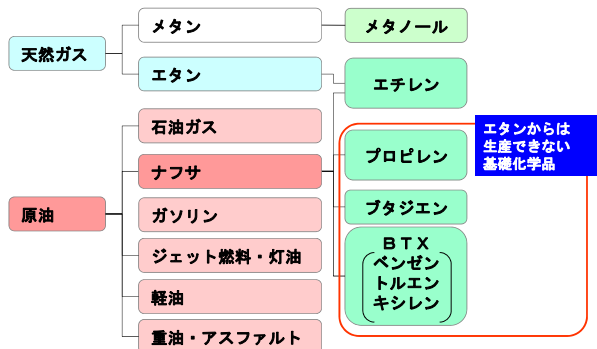 天然ガス
メタン
メタノール
エタン
エチレン
エタンからは
生産できない
基礎化学品
原油
石油ガス
ナフサ
ガソリン
ジェット燃料・灯油
軽油
重油・アスファルト
プロピレン
ブタジエン
ＢＴＸ
ベンゼン
トルエン
キシレン